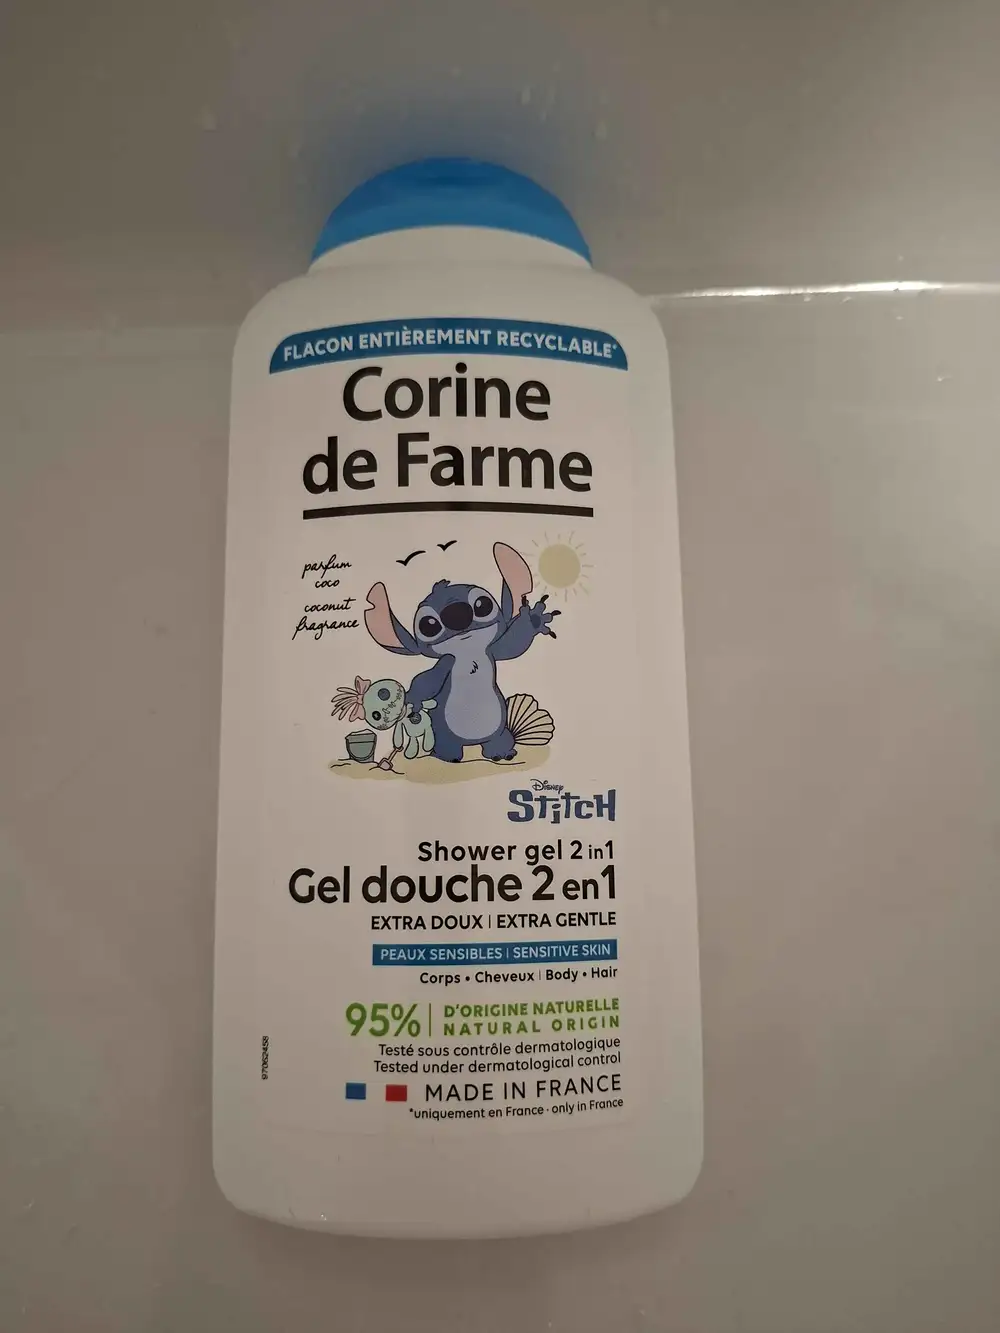 FLACON ENTIÈREMENT RECYCLABLE*
Corine
de Farme
parfum
coco
coconut
fragrance
Disney
Stitch
Shower gel 2 in 1
Gel douche 2 en 1
EXTRA DOUX | EXTRA GENTLE
PEAUX SENSIBLES | SENSITIVE SKIN
Corps • Cheveux | Body • Hair
95% | D'ORIGINE NATURELLE
NATURAL ORIGIN
Testé sous contrôle dermatologique
Tested under dermatological control
MADE IN FRANCE
*uniquement en France · only in France